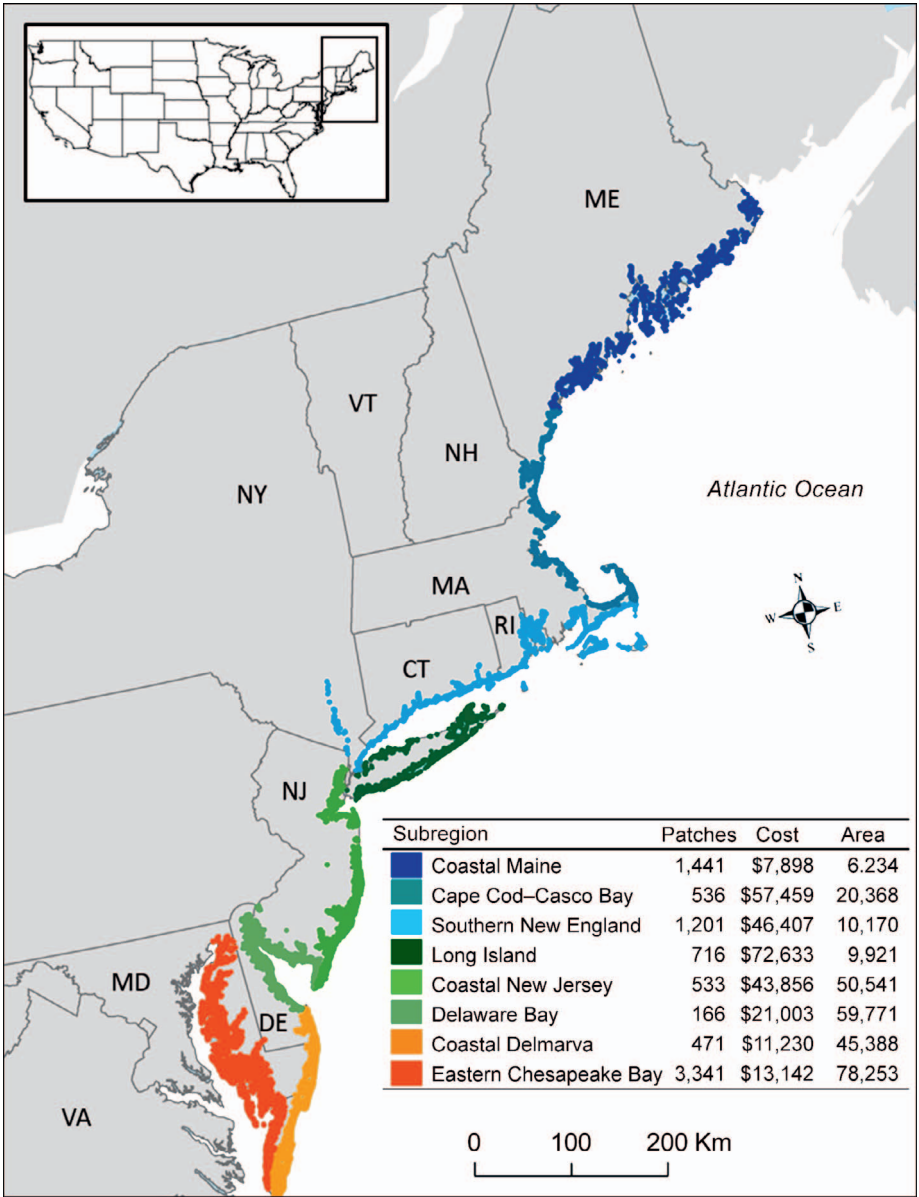 ME
VT
NH
NY
Atlantic Ocean
MA
N
W E
S
RI
CT
NJ
Subregion Patches Cost Area
Coastal Maine 1,441 $7,898 6.234
Cape Cod–Casco Bay 536 $57,459 20,368
Southern New England 1,201 $46,407 10,170
Long Island 716 $72,633 9,921
Coastal New Jersey 533 $43,856 50,541
Delaware Bay 166 $21,003 59,771
Coastal Delmarva 471 $11,230 45,388
Eastern Chesapeake Bay 3,341 $13,142 78,253
MD
DE
VA
0 100 200 Km